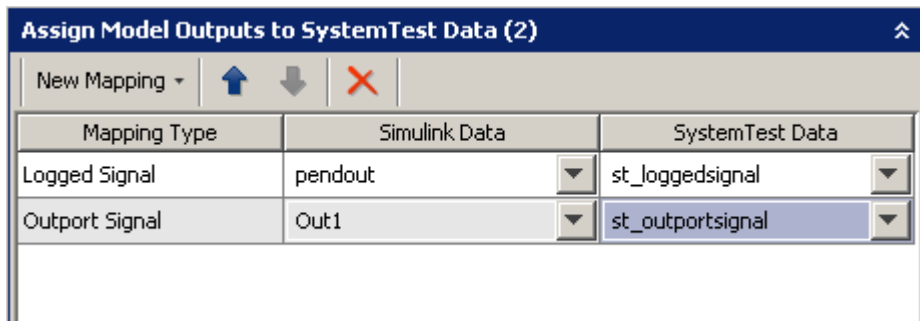 Assign Model Outputs to SystemTest Data (2)
New Mapping
Mapping Type Simulink Data SystemTest Data
Logged Signal pendout st_loggedsignal
Outport Signal Out1 st_outportsignal